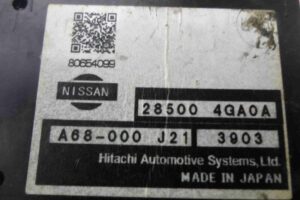 80654099
NISSAN
28500 4GA0A
A68-000 J21 3903
Hitachi Automotive Systems,Ltd.
MADE IN JAPAN